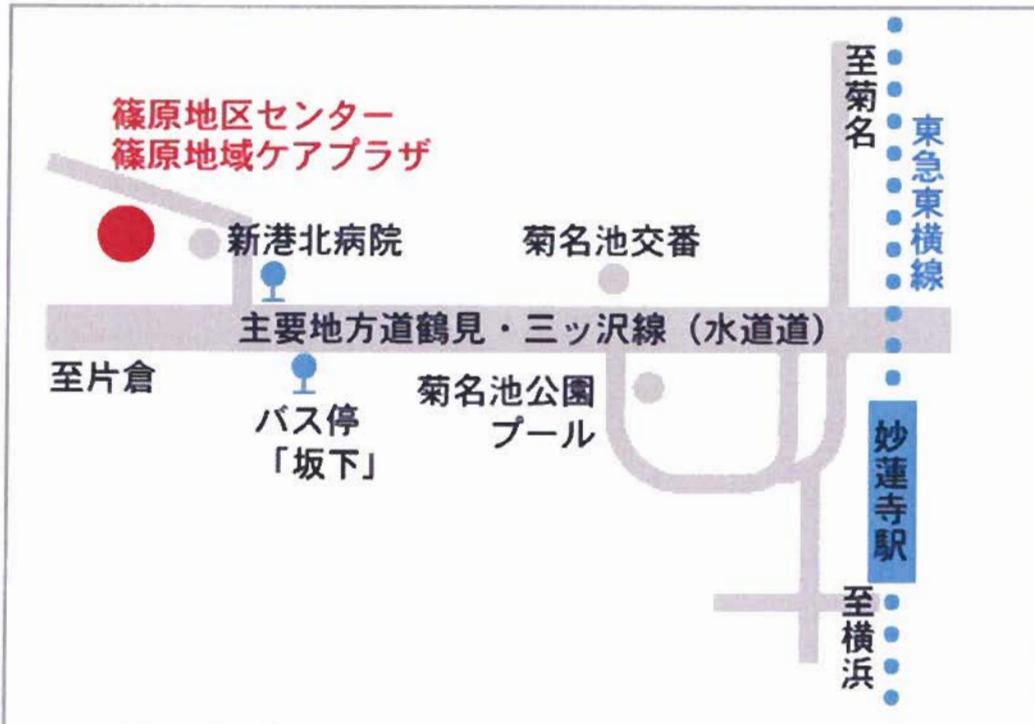 篠原地区センター
篠原地域ケアプラザ
至菊名
東急東横線
新港北病院
菊名池交番
主要地方道鶴見・三ッ沢線（水道道）
至片倉
バス停
「坂下」
菊名池公園
プール
妙蓮寺駅
至横浜